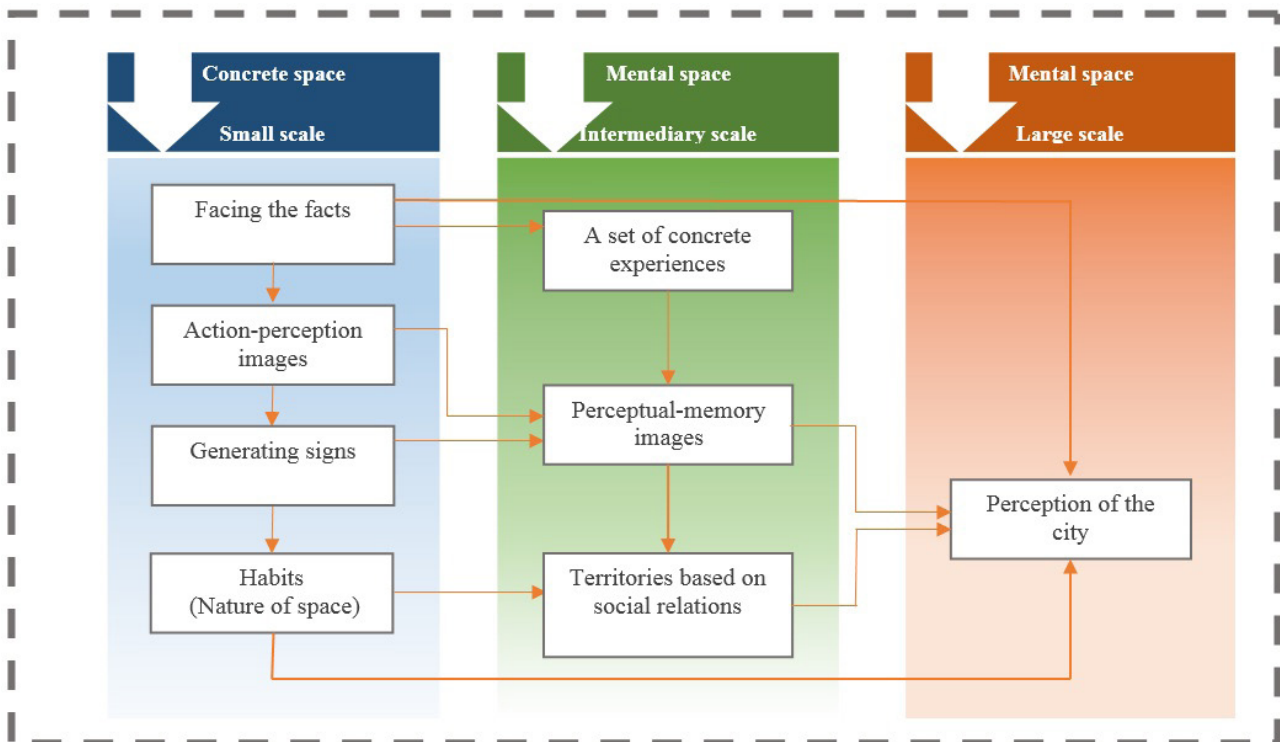 Concrete space
Small scale
Mental space
Intermediary scale
Mental space
Large scale
Facing the facts
Action-perception
images
Generating signs
Habits
(Nature of space)
A set of concrete
experiences
Perceptual-memory
images
Territories based on
social relations
Perception of the
city